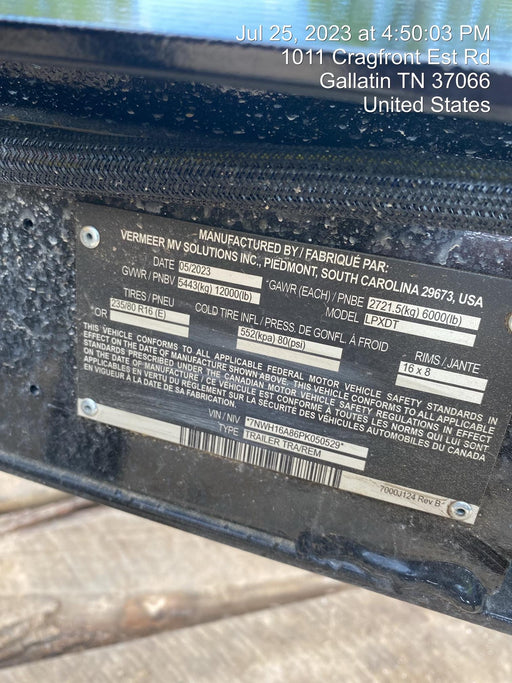 Jul 25, 2023 at 4:50:03 PM
1011 Cragfront Est Rd
Gallatin TN 37066
United States
MANUFACTURED BY / FABRIQUÉ PAR:
VERMEER MV SOLUTIONS INC., PIEDMONT, SOUTH CAROLINA 29673, USA
DATE 05/2023
GVWR / PNBV 5443(kg) 12000(lb) GAWR (EACH) / PNBE 2721.5(kg) 6000(lb)
MODEL LPXDT
TIRES / PNEU COLD TIRE INFL / PRESS. DE GONFL. À FROID RIMS / JANTE
235/80 R16 (E) 552(kpa) 80(psi) 16 x 8
OR
THIS VEHICLE CONFORMS TO ALL APPLICABLE FEDERAL MOTOR VEHICLE SAFETY STANDARDS IN
EFFECT ON THE DATE OF MANUFACTURE SHOWN ABOVE. THIS VEHICLE CONFORMS TO ALL APPLICABLE
STANDARDS PRESCRIBED UNDER THE CANADIAN MOTOR VEHICLE SAFETY REGULATIONS IN EFFECT
ON THE DATE OF MANUFACTURE / CE VÉHICULE EST CONFORME À TOUTES LES NORMES QUI LUI SONT
APPLICABLES EN VERTU DU RÈGLEMENT SUR LA SÉCURITÉ DES VÉHICULES AUTOMOBILES DU CANADA
EN VIGUEUR À LA DATE DE SA FABRICATION.
VIN / NIV *7NWH16A86PK050529*
TYPE TRAILER TRA/REM
7000J124 Rev B